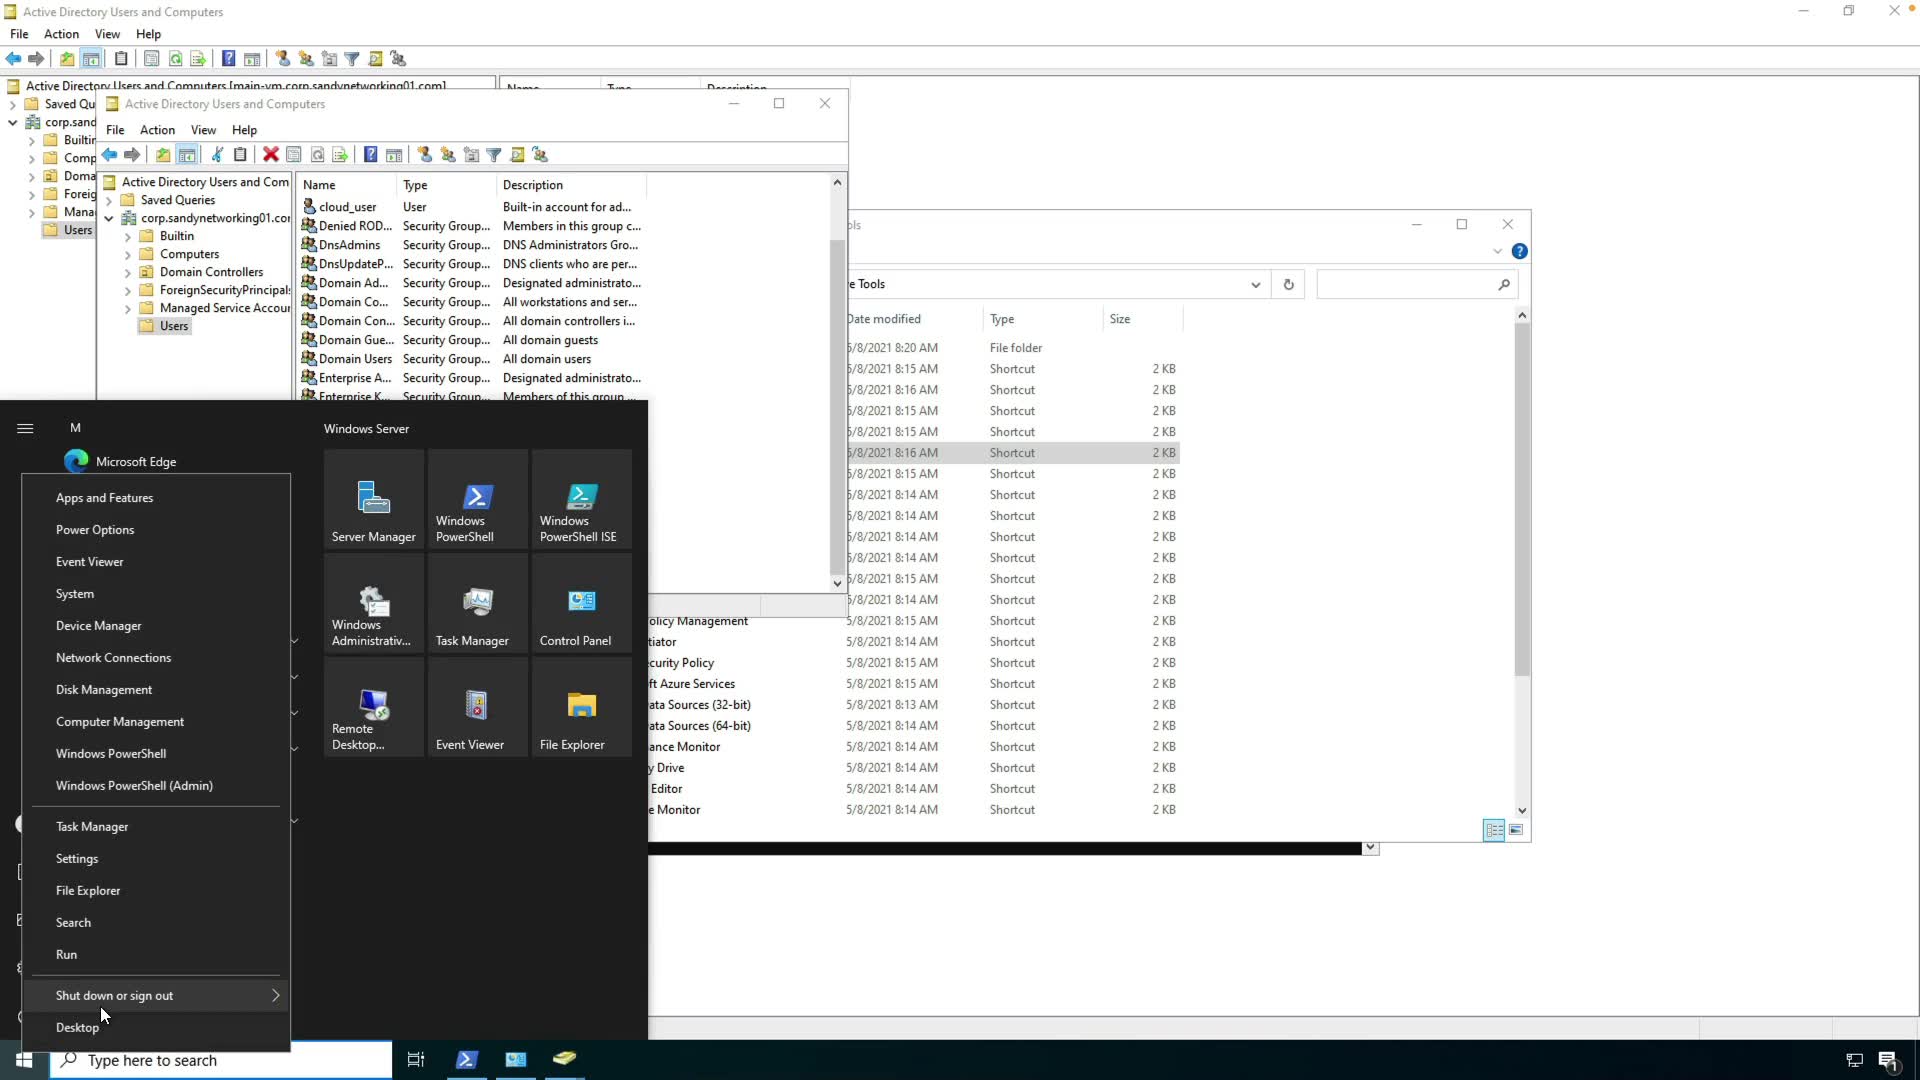 Active Directory Users and Computers
File Action View Help
Active Directory Users and Computers [main-vm.corp.sandynetworking01.com]
Name Type Description
Saved Qu
corp.sand
Builtin
Comp
Doma
Foreig
Mana
Users
Active Directory Users and Computers
File Action View Help
Active Directory Users and Com
Saved Queries
corp.sandynetworking01.cor
Builtin
Computers
Domain Controllers
ForeignSecurityPrincipals
Managed Service Accour
Users
Name Type Description
cloud_user User Built-in account for ad...
Denied ROD... Security Group... Members in this group c...
DnsAdmins Security Group... DNS Administrators Gro...
DnsUpdateP... Security Group... DNS clients who are per...
Domain Ad... Security Group... Designated administrato...
Domain Co... Security Group... All workstations and ser...
Domain Con... Security Group... All domain controllers i...
Domain Gue... Security Group... All domain guests
Domain Users Security Group... All domain users
Enterprise A... Security Group... Designated administrato...
Enterprise K... Security Group... Members of this group ...
ols
e Tools
Date modified Type Size
5/8/2021 8:20 AM File folder
5/8/2021 8:15 AM Shortcut 2 KB
5/8/2021 8:16 AM Shortcut 2 KB
5/8/2021 8:15 AM Shortcut 2 KB
5/8/2021 8:15 AM Shortcut 2 KB
5/8/2021 8:16 AM Shortcut 2 KB
5/8/2021 8:15 AM Shortcut 2 KB
5/8/2021 8:14 AM Shortcut 2 KB
5/8/2021 8:14 AM Shortcut 2 KB
5/8/2021 8:14 AM Shortcut 2 KB
5/8/2021 8:14 AM Shortcut 2 KB
5/8/2021 8:15 AM Shortcut 2 KB
5/8/2021 8:14 AM Shortcut 2 KB
olicy Management 5/8/2021 8:15 AM Shortcut 2 KB
tiator 5/8/2021 8:14 AM Shortcut 2 KB
ecurity Policy 5/8/2021 8:15 AM Shortcut 2 KB
ft Azure Services 5/8/2021 8:15 AM Shortcut 2 KB
ata Sources (32-bit) 5/8/2021 8:13 AM Shortcut 2 KB
ata Sources (64-bit) 5/8/2021 8:14 AM Shortcut 2 KB
ance Monitor 5/8/2021 8:14 AM Shortcut 2 KB
y Drive 5/8/2021 8:14 AM Shortcut 2 KB
Editor 5/8/2021 8:14 AM Shortcut 2 KB
e Monitor 5/8/2021 8:14 AM Shortcut 2 KB
M
Microsoft Edge
Apps and Features
Power Options
Event Viewer
System
Device Manager
Network Connections
Disk Management
Computer Management
Windows PowerShell
Windows PowerShell (Admin)
Task Manager
Settings
File Explorer
Search
Run
Shut down or sign out
Desktop
Windows Server
Server Manager
Windows PowerShell
Windows PowerShell ISE
Windows Administrativ...
Task Manager
Control Panel
Remote Desktop...
Event Viewer
File Explorer
Type here to search
1